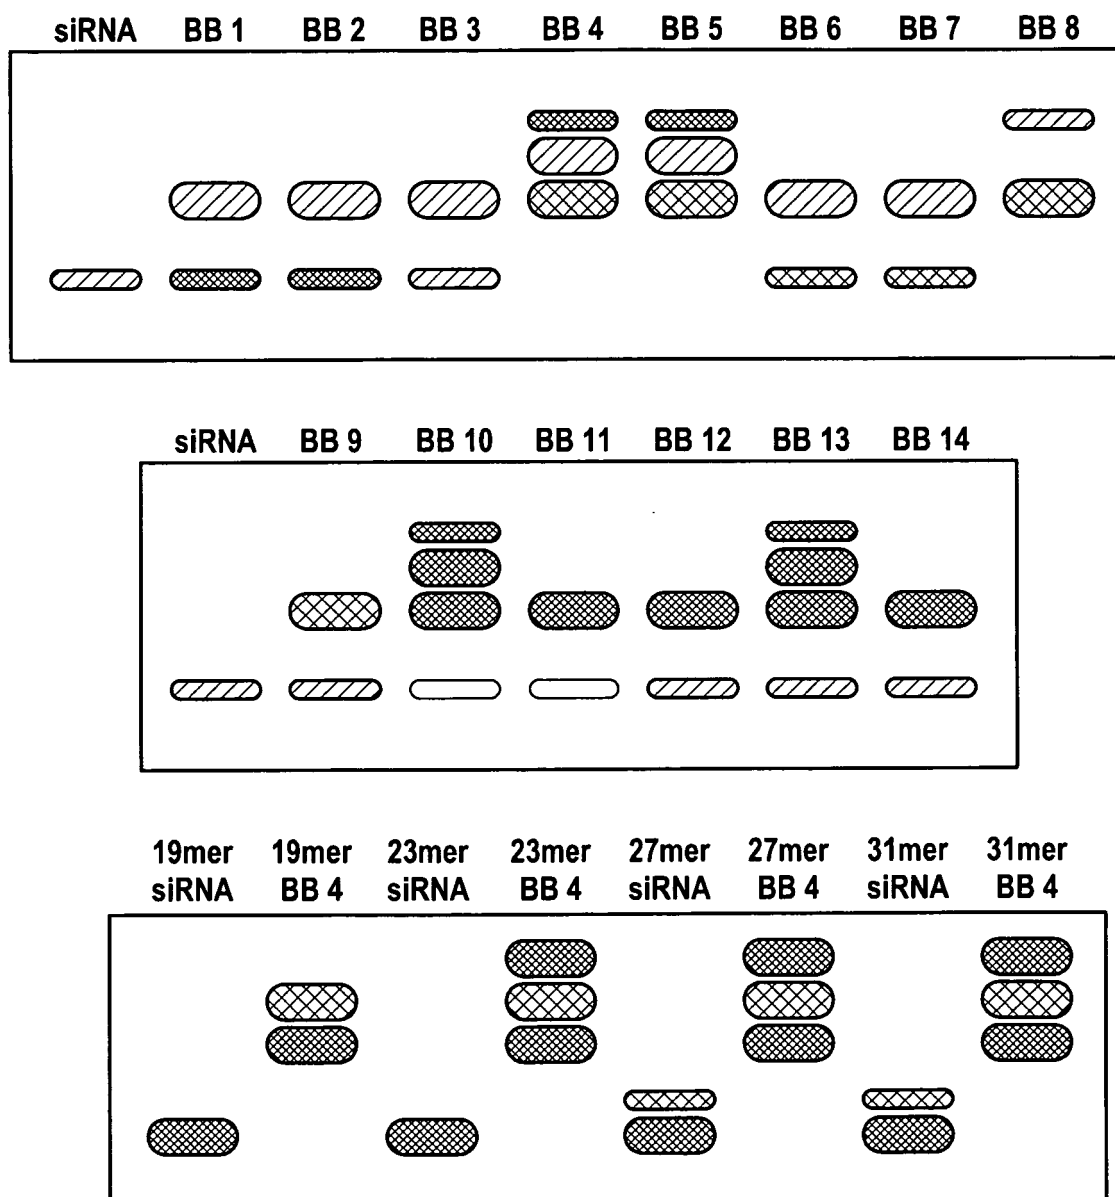 siRNA BB 1 BB 2 BB 3 BB 4 BB 5 BB 6 BB 7 BB 8
siRNA BB 9 BB 10 BB 11 BB 12 BB 13 BB 14
19mer 19mer 23mer 23mer 27mer 27mer 31mer 31mer
siRNA BB 4 siRNA BB 4 siRNA BB 4 siRNA BB 4